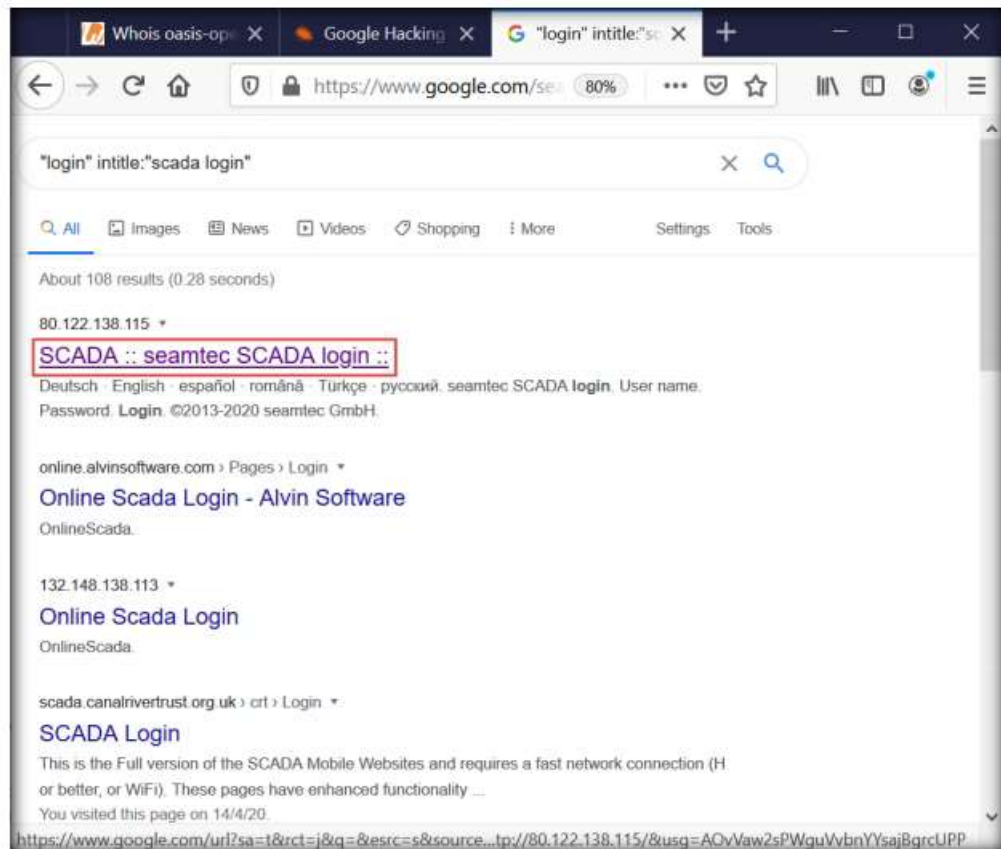 Whois oasis-op
Google Hacking
"login" intitle:"sc
https://www.google.com/sea
80%
"login" intitle:"scada login"
All Images News Videos Shopping More Settings Tools
About 108 results (0.28 seconds)
80.122.138.115
SCADA :: seamtec SCADA login ::
Deutsch - English - español - română - Türkçe - русский. seamtec SCADA login. User name.
Password. Login. ©2013-2020 seamtec GmbH.
online.alvinsoftware.com › Pages › Login
Online Scada Login - Alvin Software
OnlineScada.
132.148.138.113
Online Scada Login
OnlineScada.
scada.canalrivertrust.org.uk › crt › Login
SCADA Login
This is the Full version of the SCADA Mobile Websites and requires a fast network connection (H
or better, or WiFi). These pages have enhanced functionality ...
You visited this page on 14/4/20.
https://www.google.com/url?sa=t&rct=j&q=&esrc=s&source...tp://80.122.138.115/&usg=AOvVaw2sPWguVybnYYsajBgrcUPP